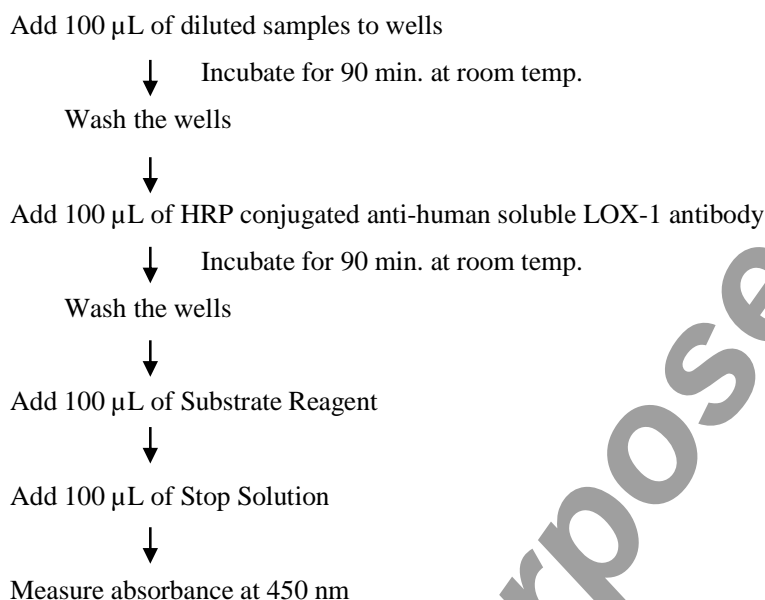 Add 100 µL of diluted samples to wells
Incubate for 90 min. at room temp.
Wash the wells
Add 100 µL of HRP conjugated anti-human soluble LOX-1 antibody
Incubate for 90 min. at room temp.
Wash the wells
Add 100 µL of Substrate Reagent
Add 100 µL of Stop Solution
Measure absorbance at 450 nm